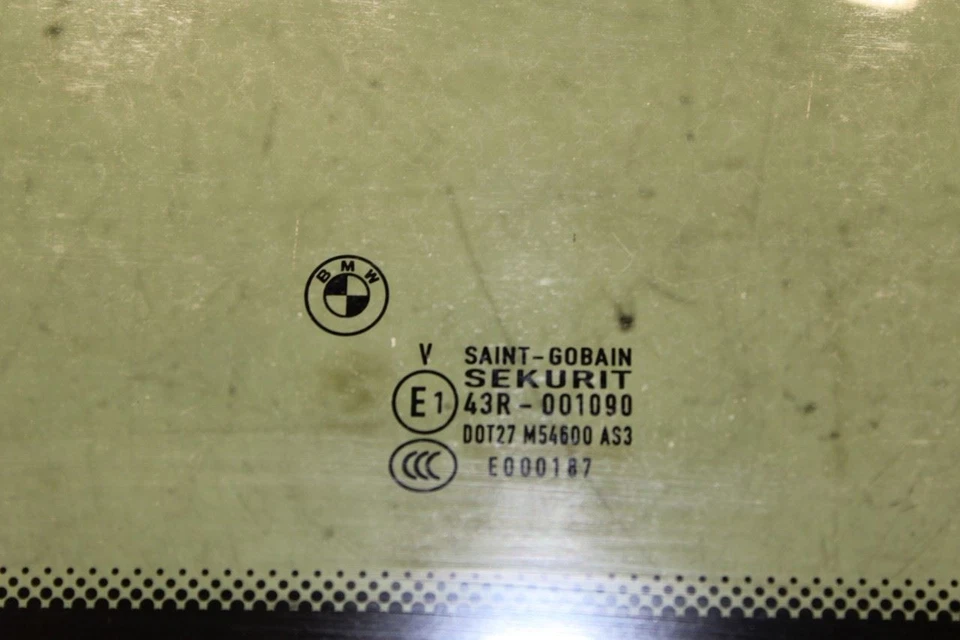 BMW
V
SAINT-GOBAIN
SEKURIT
E1 43R - 001090
DOT27 M54600 AS3
CCC E000187